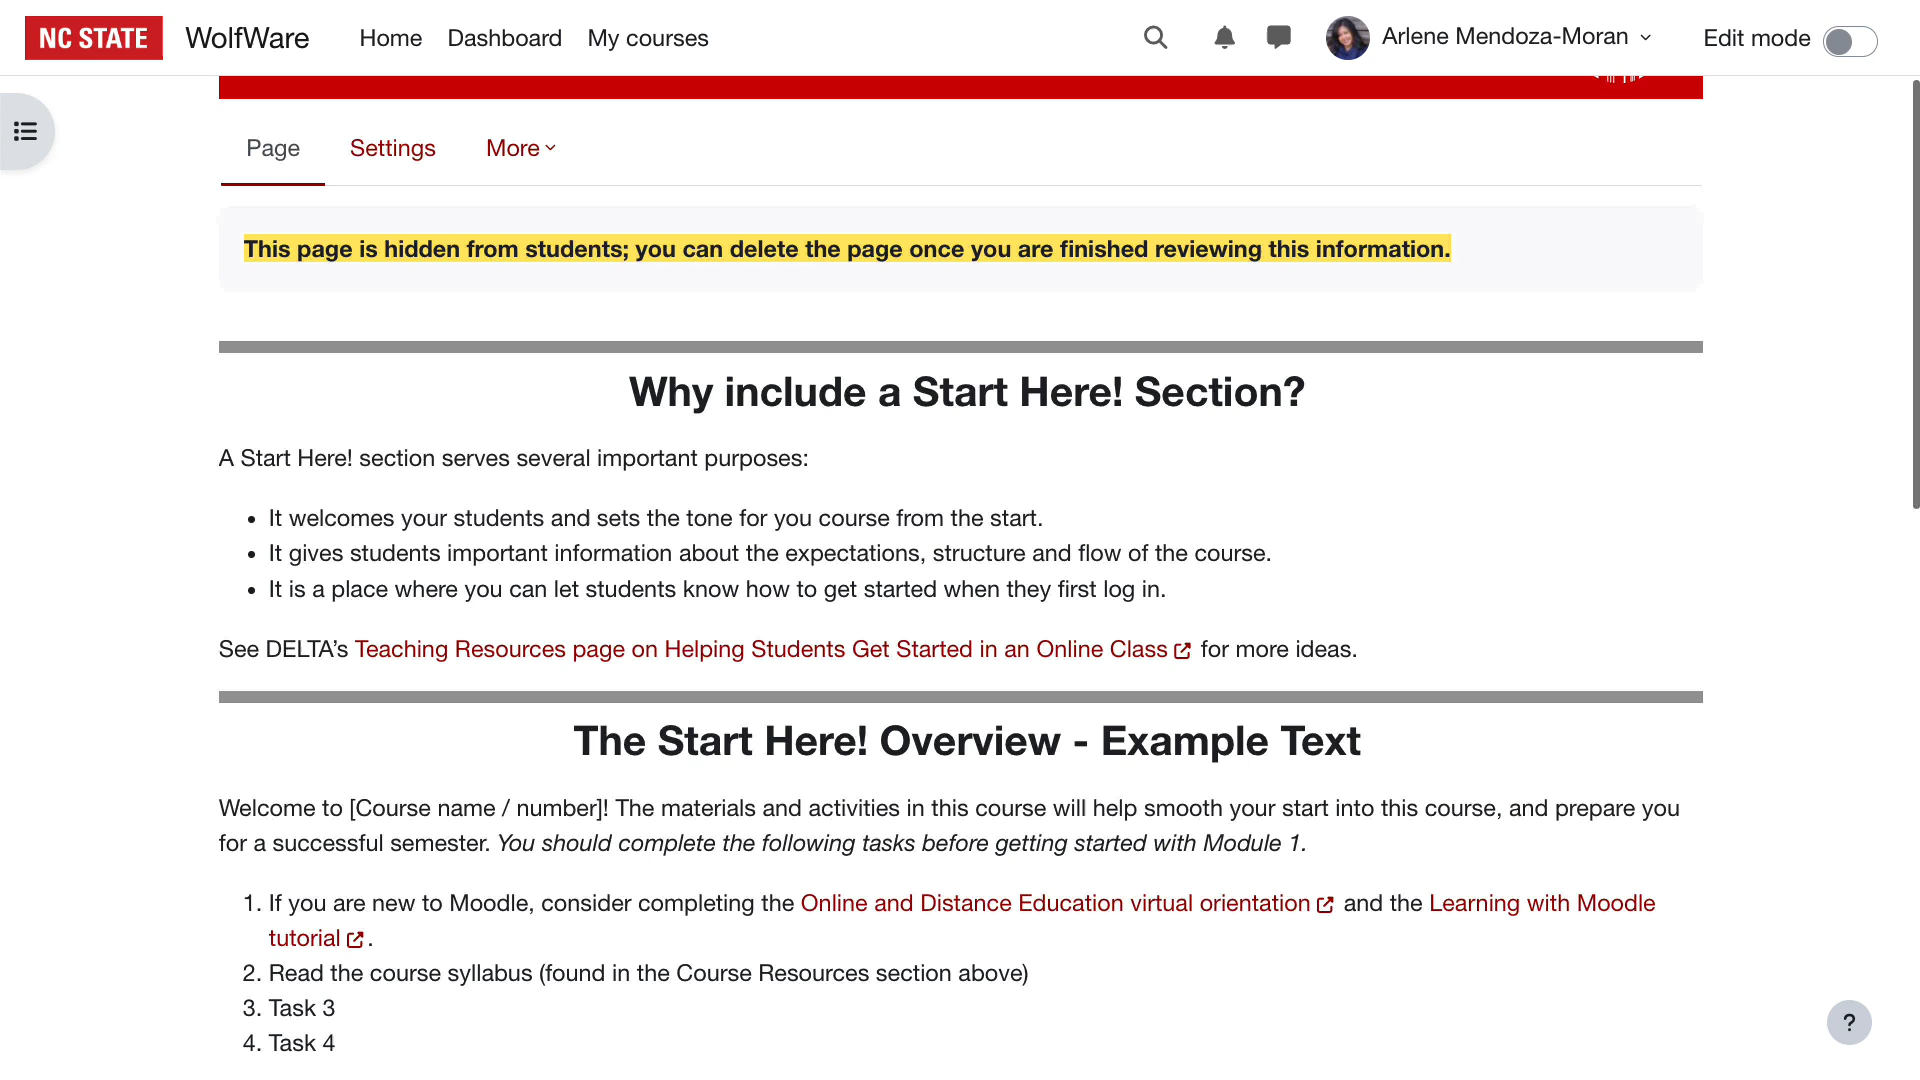 NC STATE WolfWare Home Dashboard My courses Arlene Mendoza-Moran Edit mode
Page Settings More
This page is hidden from students; you can delete the page once you are finished reviewing this information.
Why include a Start Here! Section?
A Start Here! section serves several important purposes:
• It welcomes your students and sets the tone for you course from the start.
• It gives students important information about the expectations, structure and flow of the course.
• It is a place where you can let students know how to get started when they first log in.
See DELTA’s Teaching Resources page on Helping Students Get Started in an Online Class for more ideas.
The Start Here! Overview - Example Text
Welcome to [Course name / number]! The materials and activities in this course will help smooth your start into this course, and prepare you
for a successful semester. You should complete the following tasks before getting started with Module 1.
1. If you are new to Moodle, consider completing the Online and Distance Education virtual orientation and the Learning with Moodle
tutorial .
2. Read the course syllabus (found in the Course Resources section above)
3. Task 3
4. Task 4
?